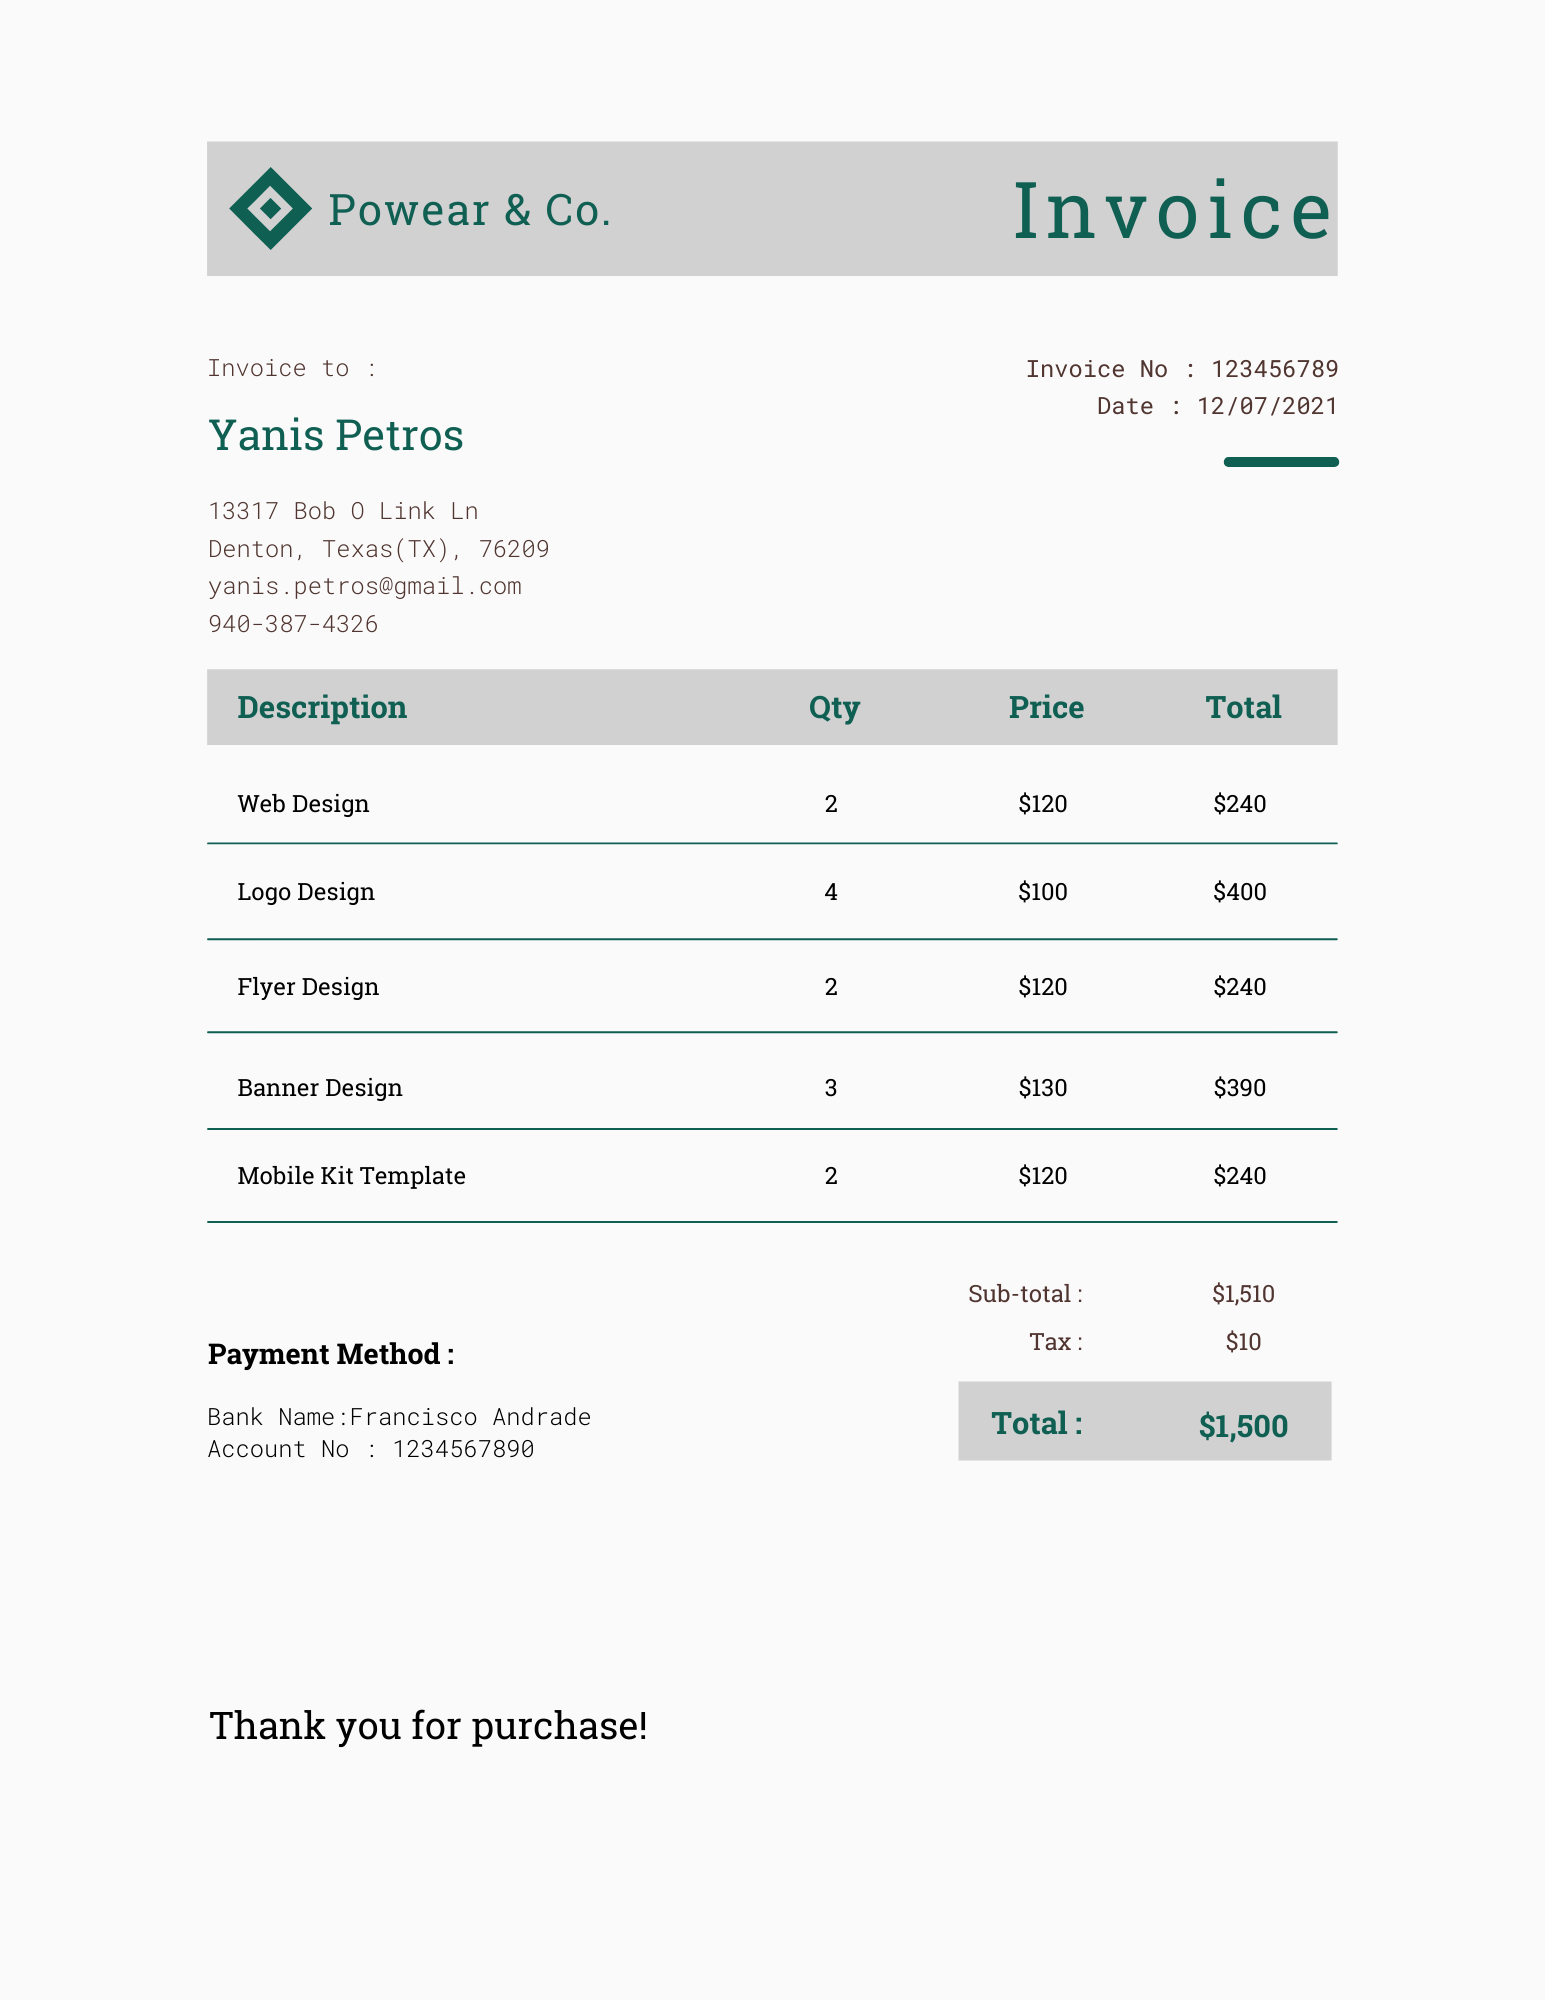 Powear & Co.
Invoice
Invoice to :
Invoice No : 123456789
Date : 12/07/2021
Yanis Petros
13317 Bob O Link Ln
Denton, Texas(TX), 76209
yanis.petros@gmail.com
940-387-4326
Description Qty Price Total
Web Design 2 $120 $240
Logo Design 4 $100 $400
Flyer Design 2 $120 $240
Banner Design 3 $130 $390
Mobile Kit Template 2 $120 $240
Sub-total : $1,510
Tax : $10
Total : $1,500
Payment Method :
Bank Name:Francisco Andrade
Account No : 1234567890
Thank you for purchase!